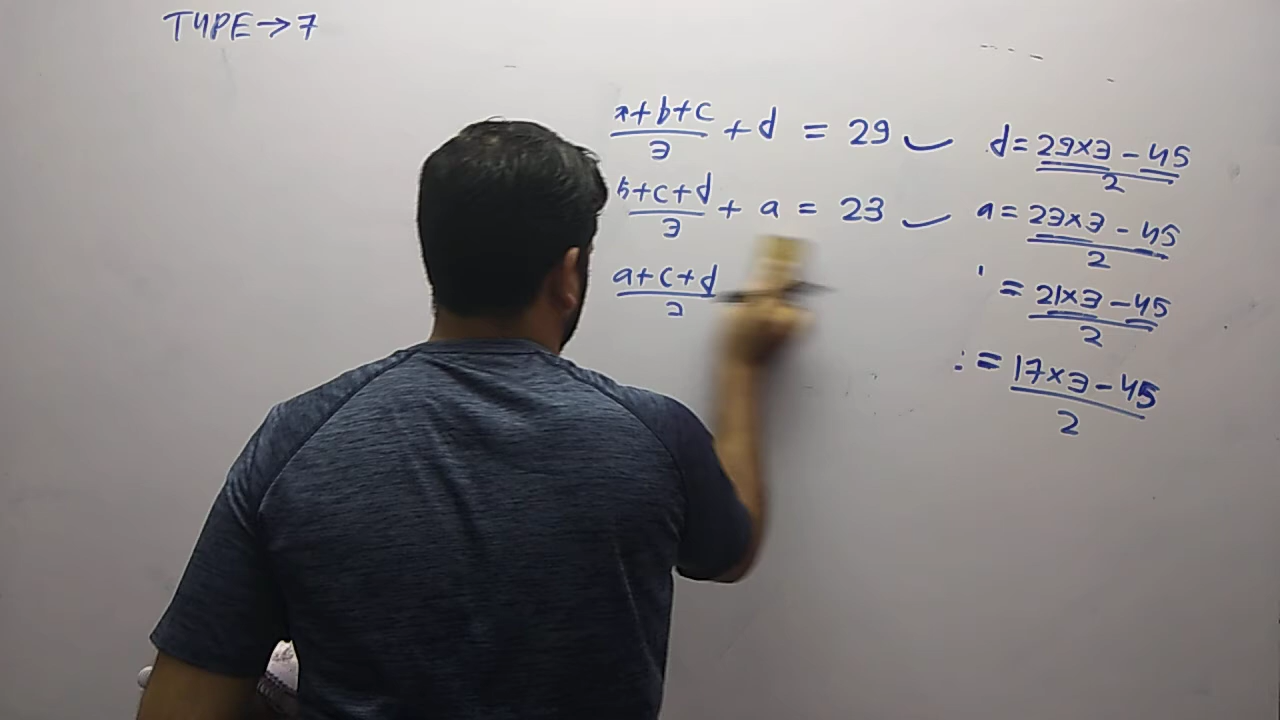 TYPE→7
a+b+c/3 + d = 29 ✓ d = 29×3 - 45/2
b+c+d/3 + a = 23 ✓ a = 23×3 - 45/2
a+c+d/3 = 21×3 - 45/2
= 17×3 - 45/2